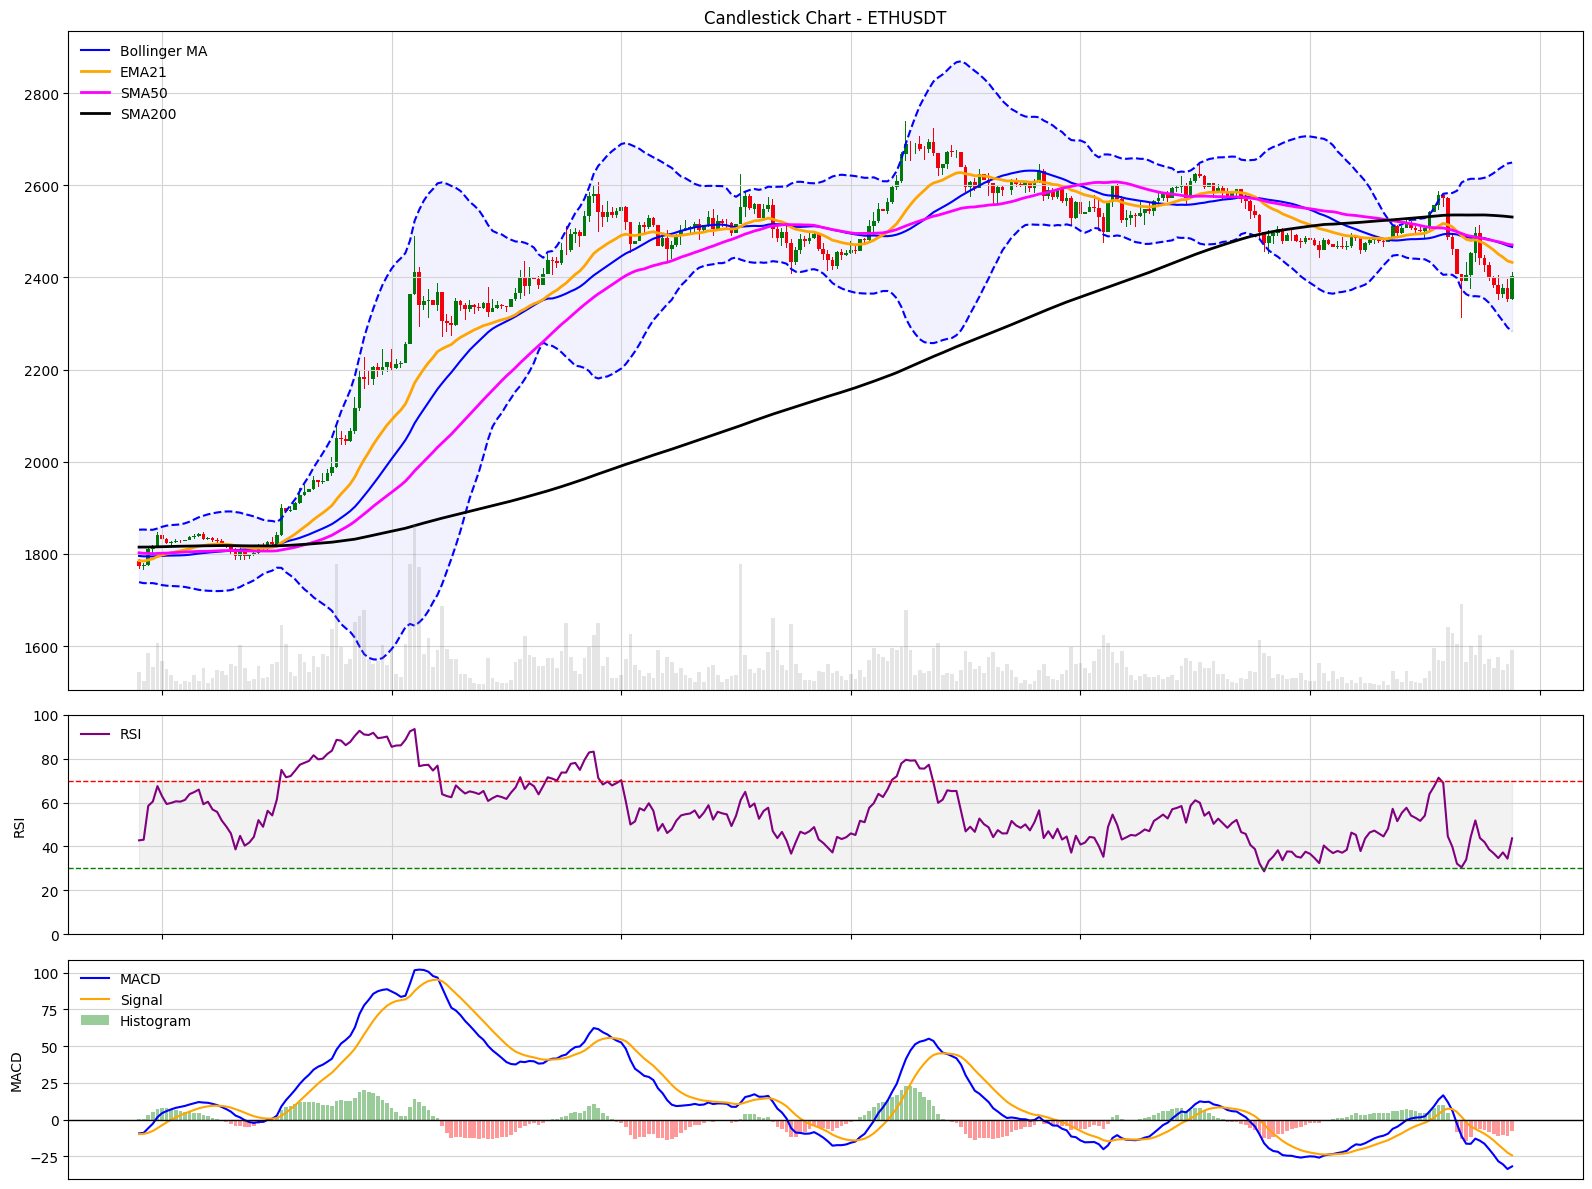 Candlestick Chart - ETHUSDT
Bollinger MA
EMA21
SMA50
SMA200
2800
2600
2400
2200
2000
1800
1600
RSI
RSI
100
80
60
40
20
0
MACD
Signal
Histogram
MACD
100
75
50
25
0
−25